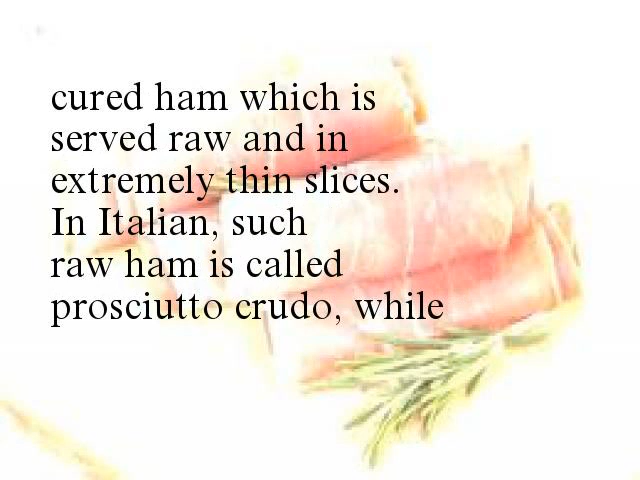 cured ham which is
served raw and in
extremely thin slices.
In Italian, such
raw ham is called
prosciutto crudo, while